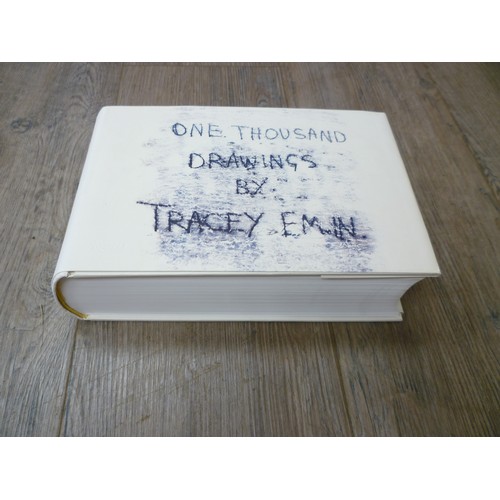 ONE THOUSAND
DRAWINGS
BY
TRACEY EMIN